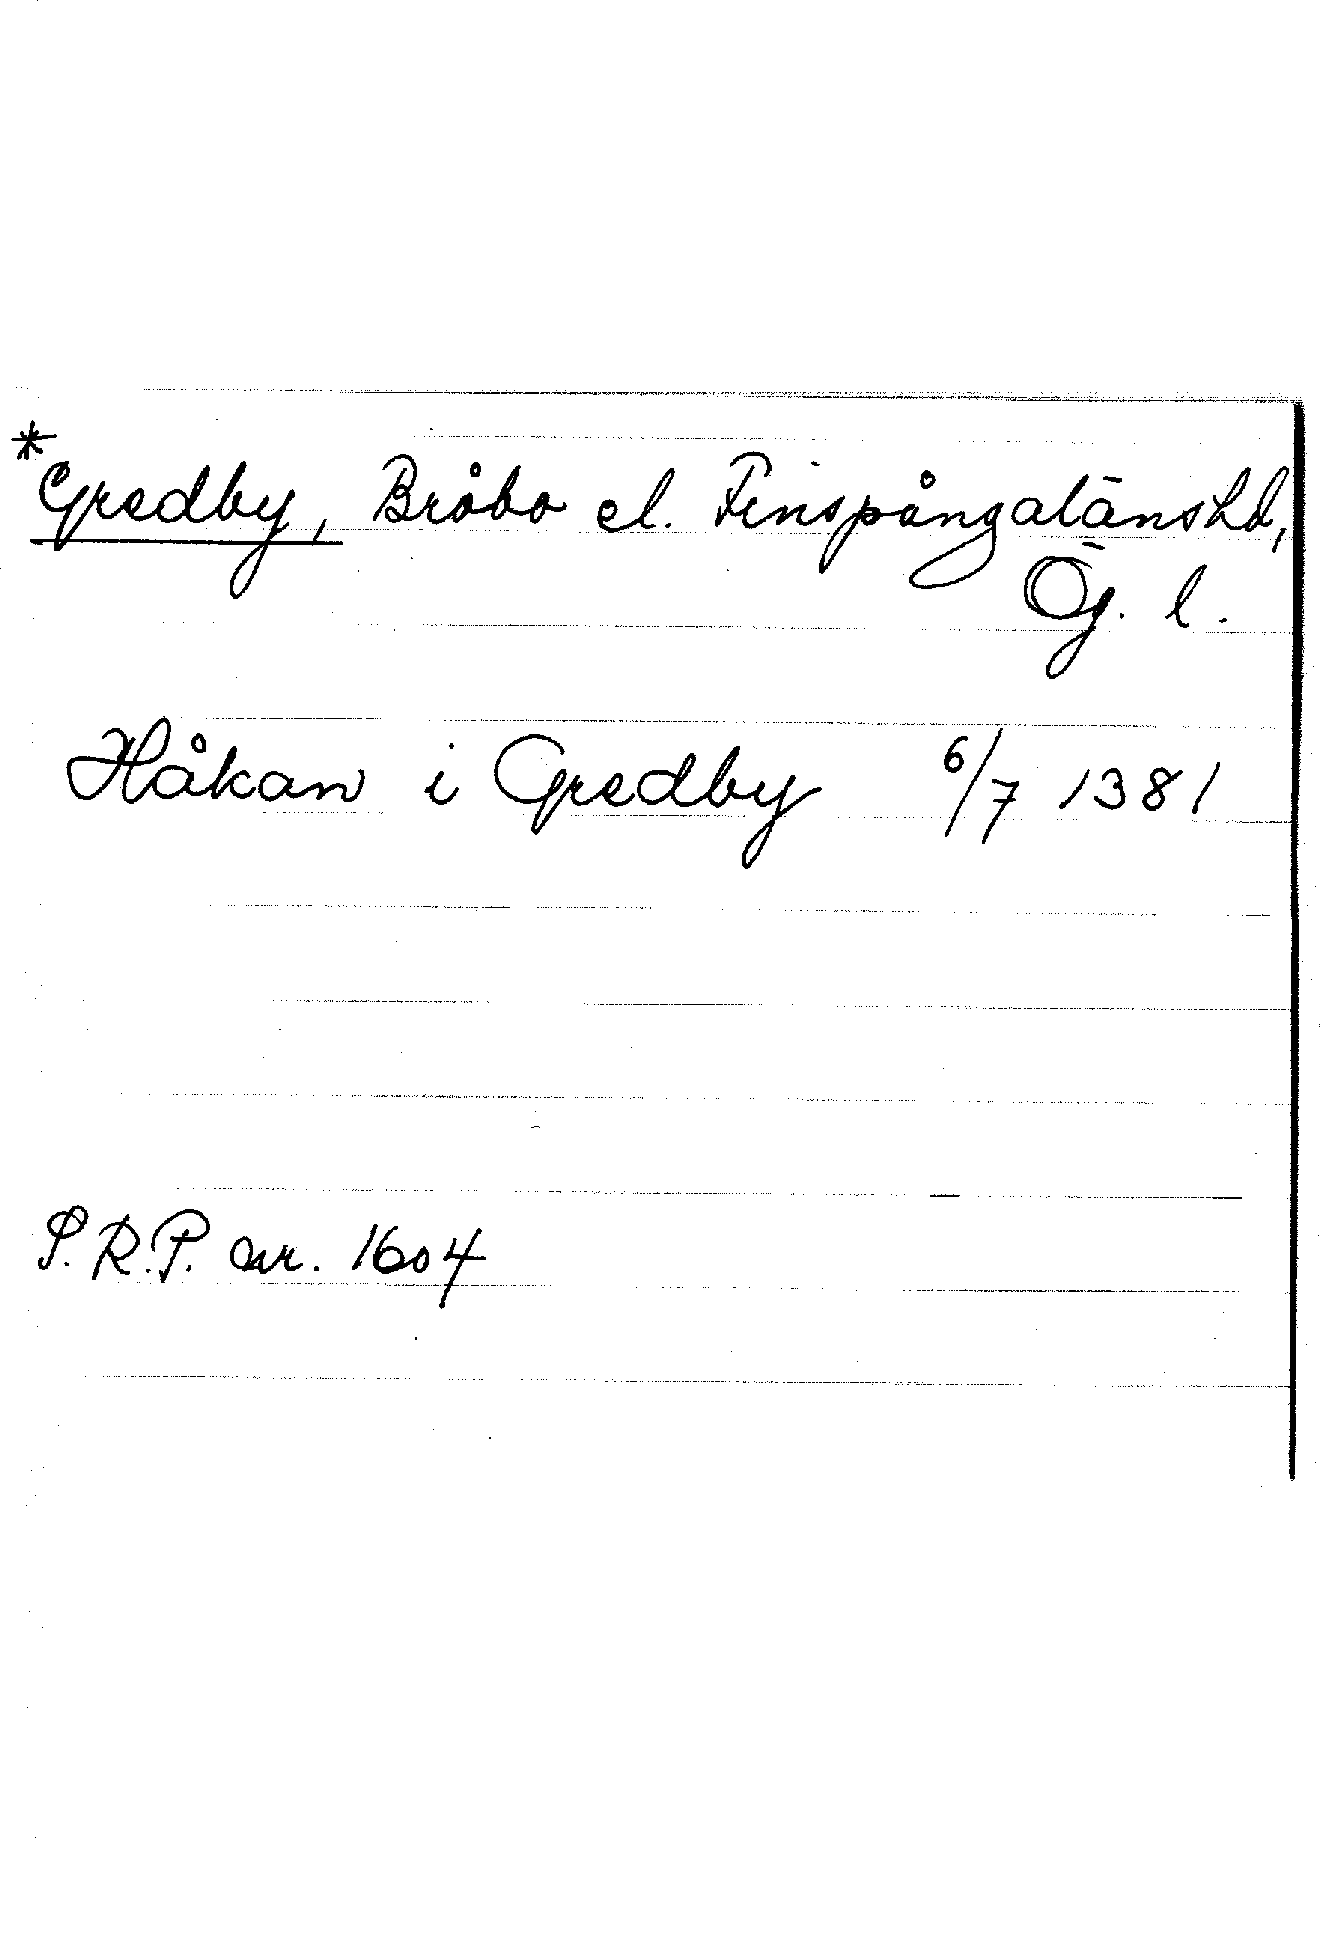 *Gredby, Bråbo el. Finspångaläns hd,
Ög. l.
Håkan i Gredby 6/7 1381
S.R.P. nr. 1604